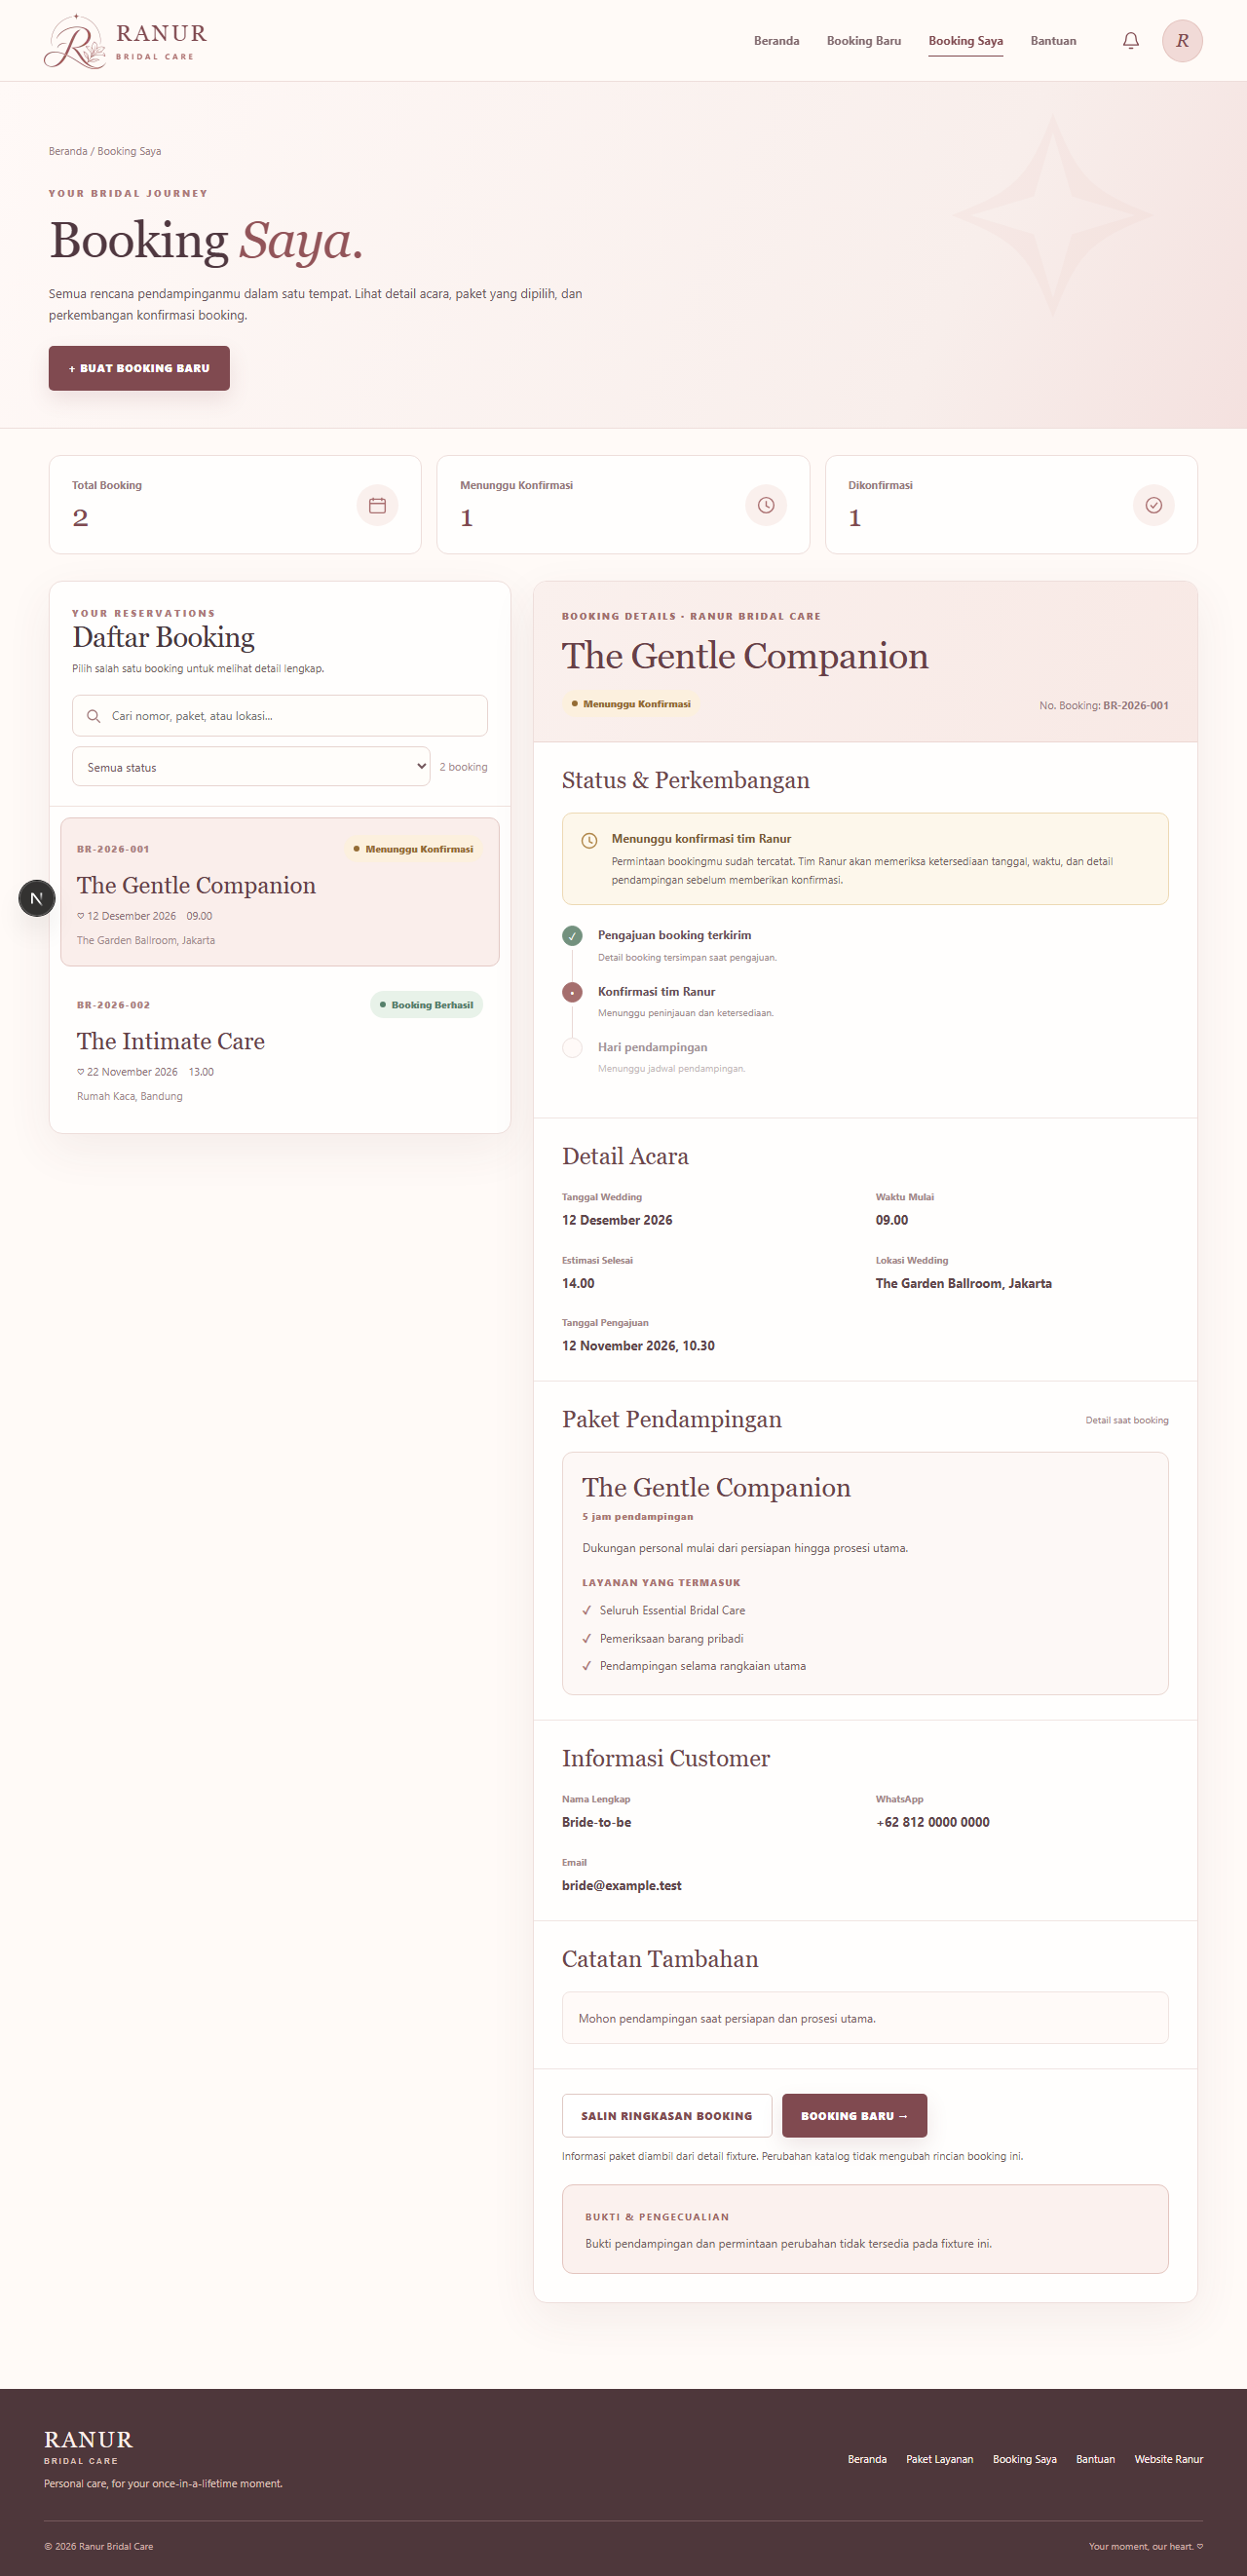 RANUR
BRIDAL CARE
Beranda
Booking Baru
Booking Saya
Bantuan
R
Beranda / Booking Saya
YOUR BRIDAL JOURNEY
Booking Saya.
Semua rencana pendampinganmu dalam satu tempat. Lihat detail acara, paket yang dipilih, dan
perkembangan konfirmasi booking.
+ BUAT BOOKING BARU
Total Booking
2
Menunggu Konfirmasi
1
Dikonfirmasi
1
YOUR RESERVATIONS
Daftar Booking
Pilih salah satu booking untuk melihat detail lengkap.
Cari nomor, paket, atau lokasi...
Semua status
2 booking
BR-2026-001
Menunggu Konfirmasi
The Gentle Companion
♡ 12 Desember 2026 09.00
The Garden Ballroom, Jakarta
N
BR-2026-002
Booking Berhasil
The Intimate Care
♡ 22 November 2026 13.00
Rumah Kaca, Bandung
BOOKING DETAILS • RANUR BRIDAL CARE
The Gentle Companion
Menunggu Konfirmasi
No. Booking: BR-2026-001
Status & Perkembangan
Menunggu konfirmasi tim Ranur
Permintaan bookingmu sudah tercatat. Tim Ranur akan memeriksa ketersediaan tanggal, waktu, dan detail
pendampingan sebelum memberikan konfirmasi.
✓ Pengajuan booking terkirim
Detail booking tersimpan saat pengajuan.
Konfirmasi tim Ranur
Menunggu peninjauan dan ketersediaan.
Hari pendampingan
Menunggu jadwal pendampingan.
Detail Acara
Tanggal Wedding
12 Desember 2026
Waktu Mulai
09.00
Estimasi Selesai
14.00
Lokasi Wedding
The Garden Ballroom, Jakarta
Tanggal Pengajuan
12 November 2026, 10.30
Paket Pendampingan
Detail saat booking
The Gentle Companion
5 jam pendampingan
Dukungan personal mulai dari persiapan hingga prosesi utama.
LAYANAN YANG TERMASUK
✓ Seluruh Essential Bridal Care
✓ Pemeriksaan barang pribadi
✓ Pendampingan selama rangkaian utama
Informasi Customer
Nama Lengkap
Bride-to-be
WhatsApp
+62 812 0000 0000
Email
bride@example.test
Catatan Tambahan
Mohon pendampingan saat persiapan dan prosesi utama.
SALIN RINGKASAN BOOKING
BOOKING BARU →
Informasi paket diambil dari detail fixture. Perubahan katalog tidak mengubah rincian booking ini.
BUKTI & PENGECUALIAN
Bukti pendampingan dan permintaan perubahan tidak tersedia pada fixture ini.
RANUR
BRIDAL CARE
Personal care, for your once-in-a-lifetime moment.
Beranda
Paket Layanan
Booking Saya
Bantuan
Website Ranur
© 2026 Ranur Bridal Care
Your moment, our heart. ♡